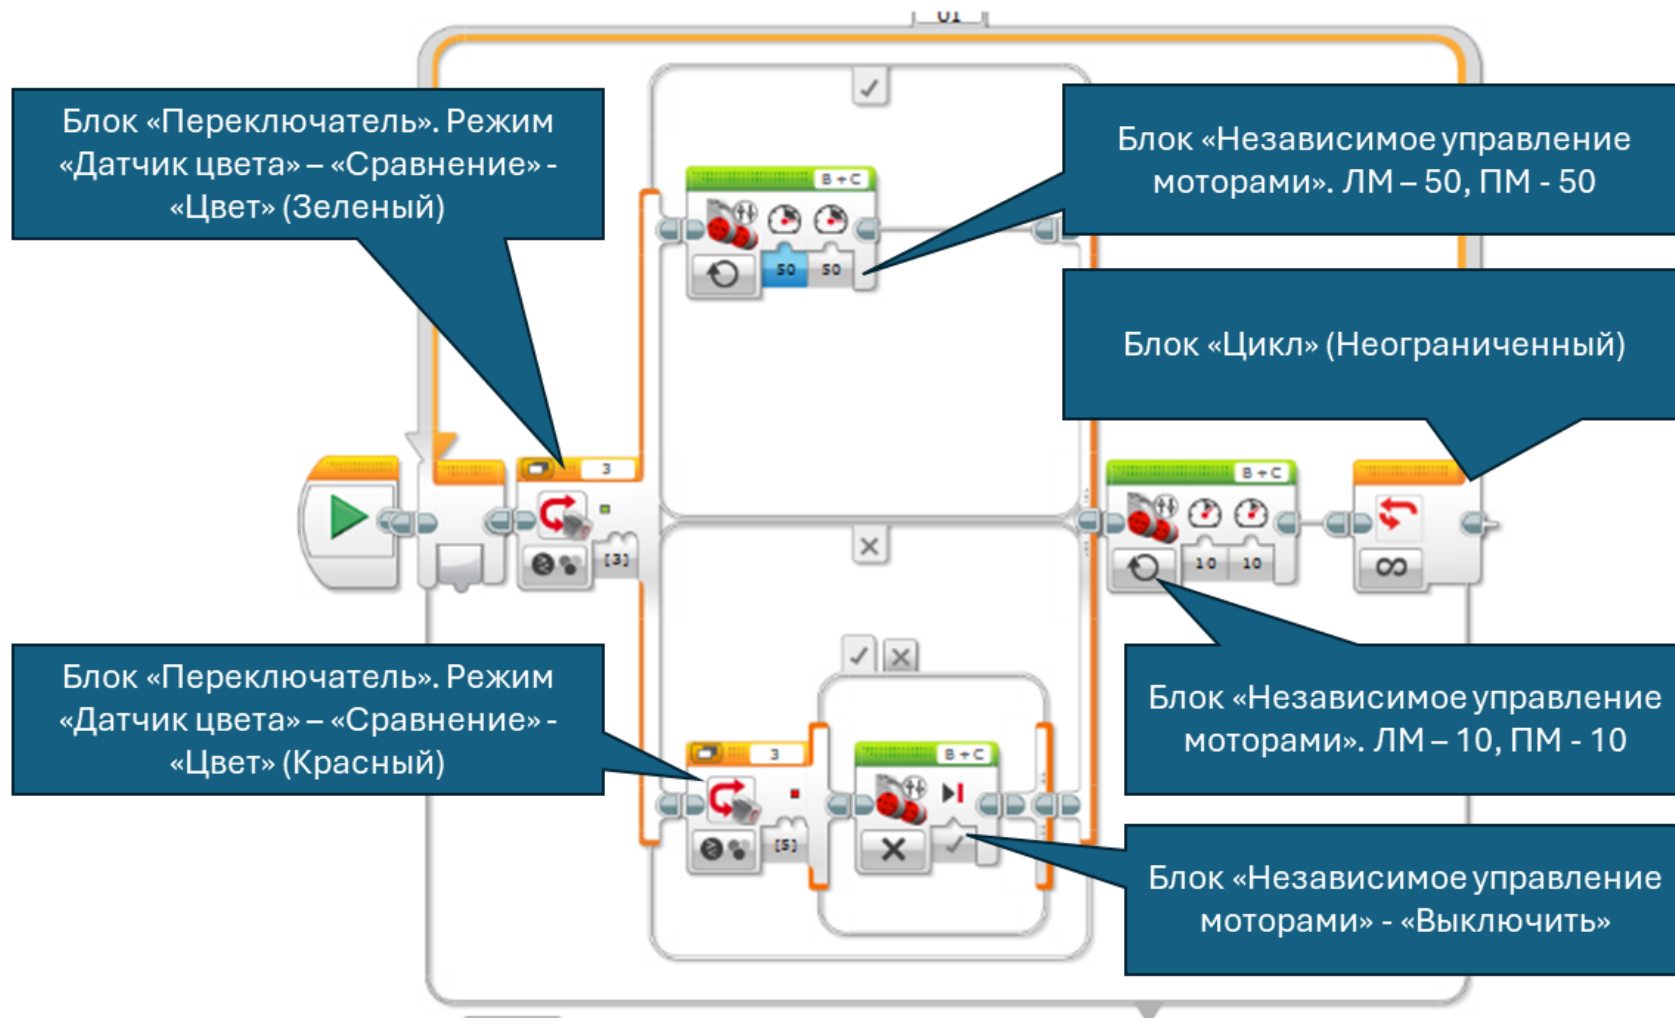 01
Блок «Переключатель». Режим
«Датчик цвета» – «Сравнение» -
«Цвет» (Зеленый)
B + C
50 50
Блок «Независимое управление
моторами». ЛМ – 50, ПМ - 50
Блок «Цикл» (Неограниченный)
3
[3]
B + C
10 10
∞
Блок «Переключатель». Режим
«Датчик цвета» – «Сравнение» -
«Цвет» (Красный)
3
[5]
B + C
Блок «Независимое управление
моторами». ЛМ – 10, ПМ - 10
Блок «Независимое управление
моторами» - «Выключить»